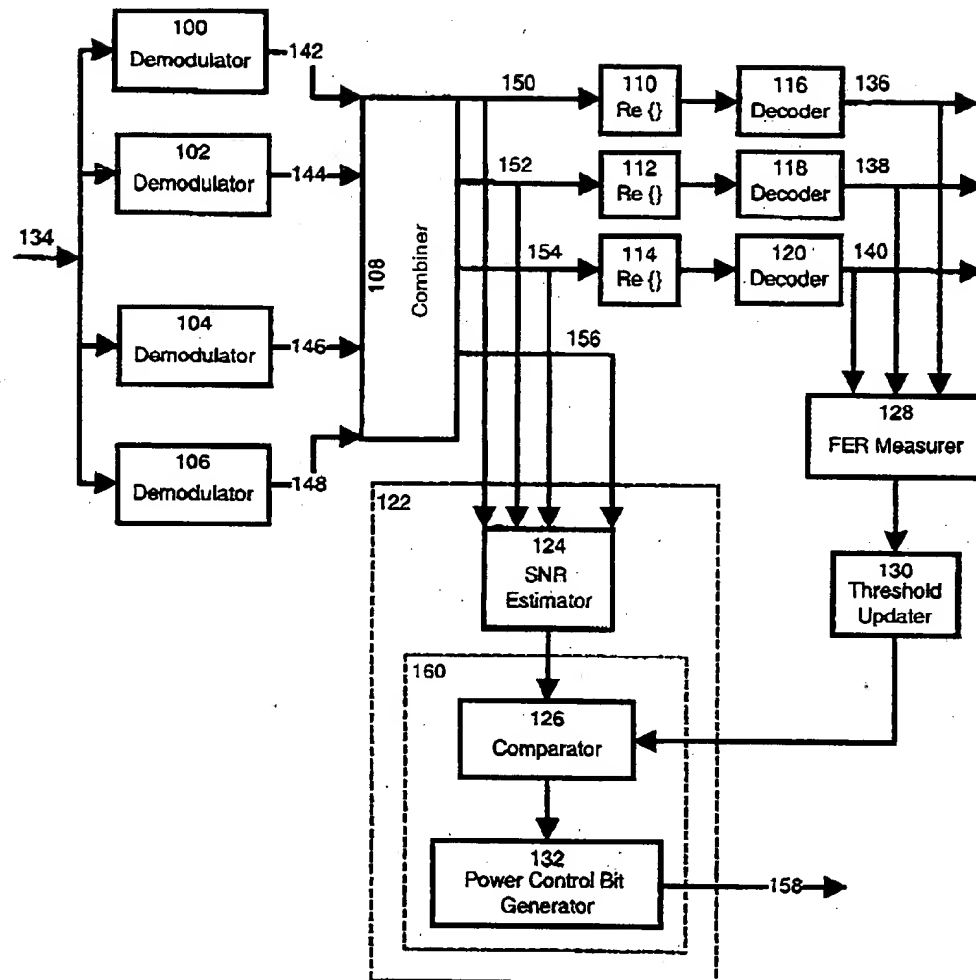 100
Demodulator
142
102
Demodulator
144
134
104
Demodulator
146
106
Demodulator
148
108
Combiner
150
110
Re {}
116
Decoder
136
152
112
Re {}
118
Decoder
138
154
114
Re {}
120
Decoder
140
156
128
FER Measurer
130
Threshold
Updater
122
124
SNR
Estimator
160
126
Comparator
132
Power Control Bit
Generator
158